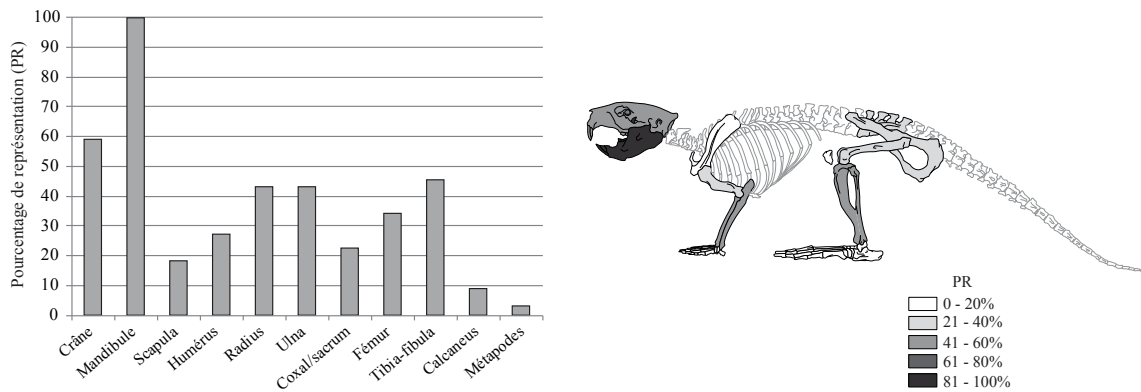 Pourcentage de représentation (PR)
100
90
80
70
60
50
40
30
20
10
0
Crâne
Mandibule
Scapula
Humérus
Radius
Ulna
Coxal/sacrum
Fémur
Tibia-fibula
Calcaneus
Métapodes
PR
0 - 20%
21 - 40%
41 - 60%
61 - 80%
81 - 100%